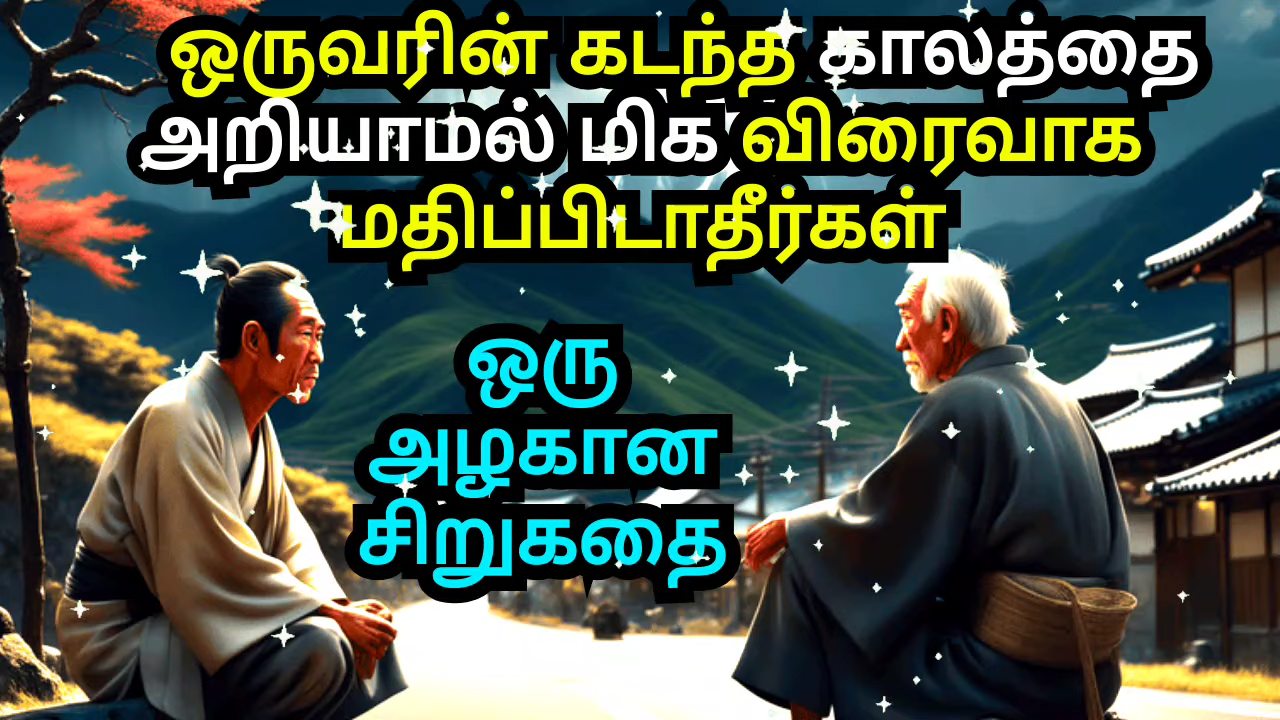 ஒருவரின் கடந்த காலத்தை
அறியாமல் மிக விரைவாக
மதிப்பிடாதீர்கள்
ஒரு
அழகான
சிறுகதை